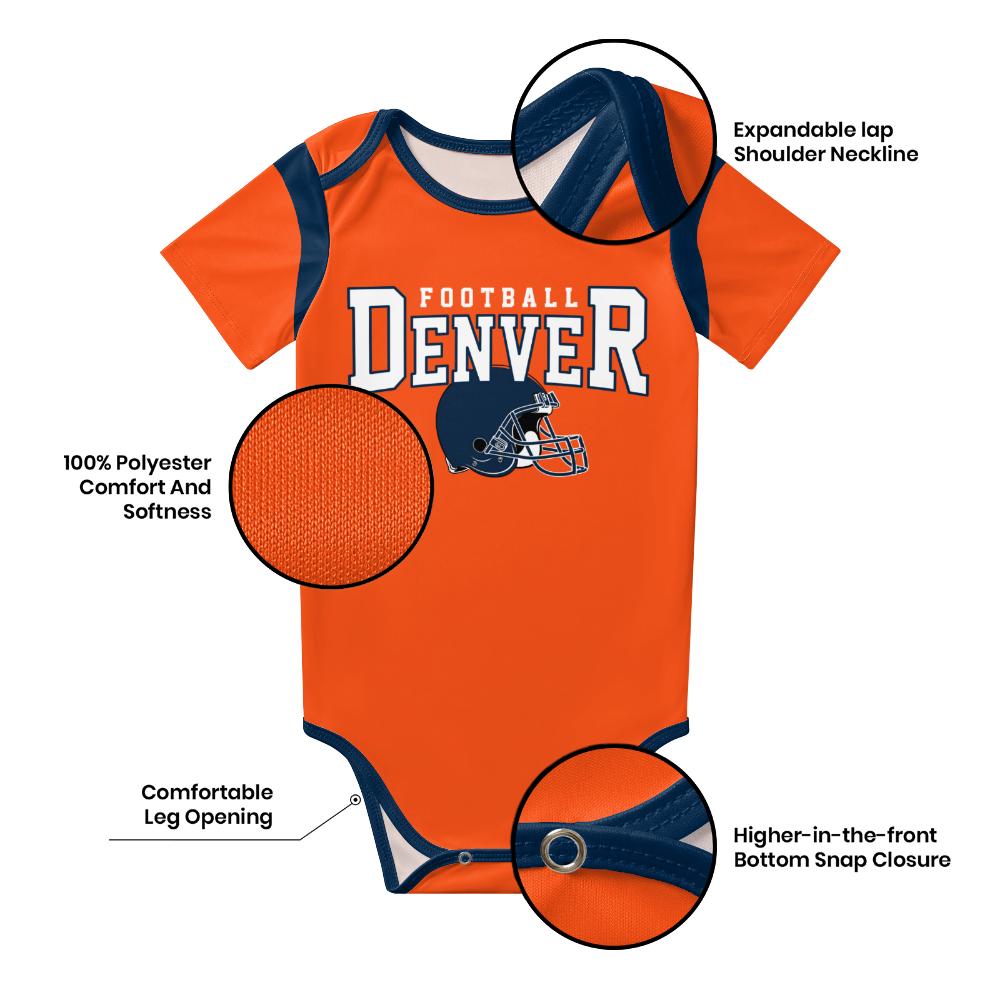 Expandable lap
Shoulder Neckline
FOOTBALL
DENVER
100% Polyester
Comfort And
Softness
Comfortable
Leg Opening
Higher-in-the-front
Bottom Snap Closure